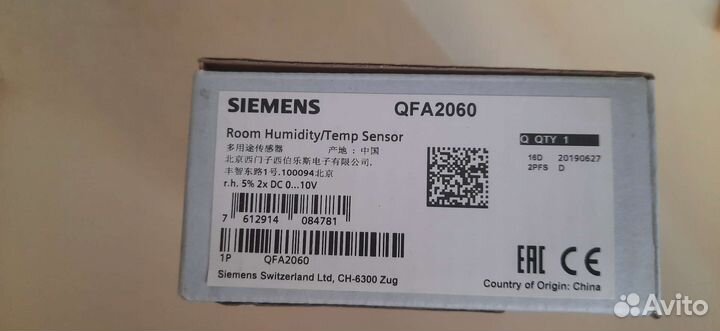 SIEMENS QFA2060
Room Humidity/Temp Sensor
多用途传感器 产地: 中国
北京西门子西伯乐斯电子有限公司,
丰智东路1号,100094北京
r.h. 5% 2x DC 0...10V
Q QTY 1
16D 20190627
2PFS D
7 612914 084781
1P QFA2060
Siemens Switzerland Ltd, CH-6300 Zug
EAC CE
Country of Origin: China
Avito